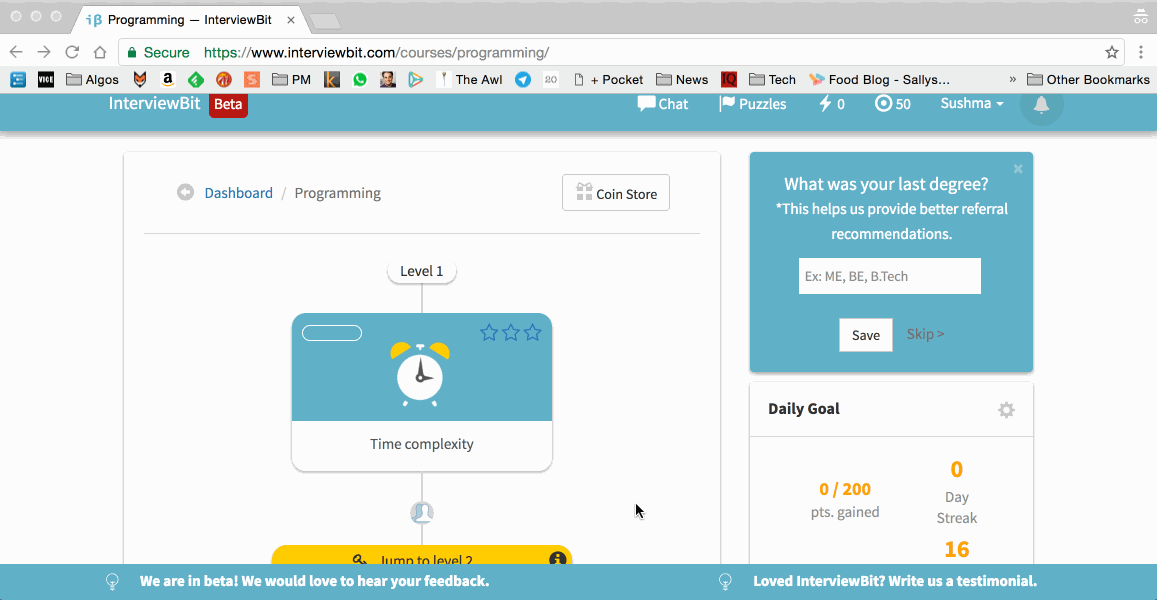 iβ Programming — InterviewBit
Secure https://www.interviewbit.com/courses/programming/
VICE Algos a PM K The Awl 20 + Pocket News IQ Tech Food Blog - Sallys... » Other Bookmarks
InterviewBit Beta Chat Puzzles 0 50 Sushma
Dashboard / Programming
Coin Store
Level 1
Time complexity
Jump to level 2
What was your last degree?
*This helps us provide better referral
recommendations.
Ex: ME, BE, B.Tech
Save Skip >
Daily Goal
0 / 200
pts. gained
0
Day
Streak
16
We are in beta! We would love to hear your feedback.
Loved InterviewBit? Write us a testimonial.